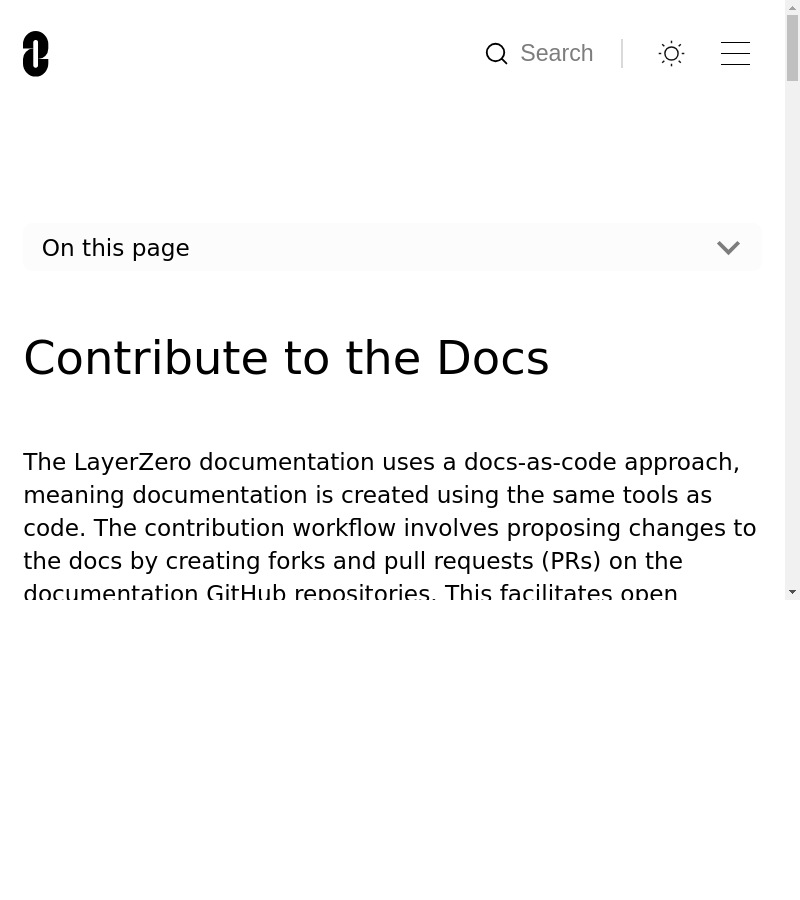 Search
On this page
Contribute to the Docs
The LayerZero documentation uses a docs-as-code approach,
meaning documentation is created using the same tools as
code. The contribution workflow involves proposing changes to
the docs by creating forks and pull requests (PRs) on the
documentation GitHub repositories. This facilitates open